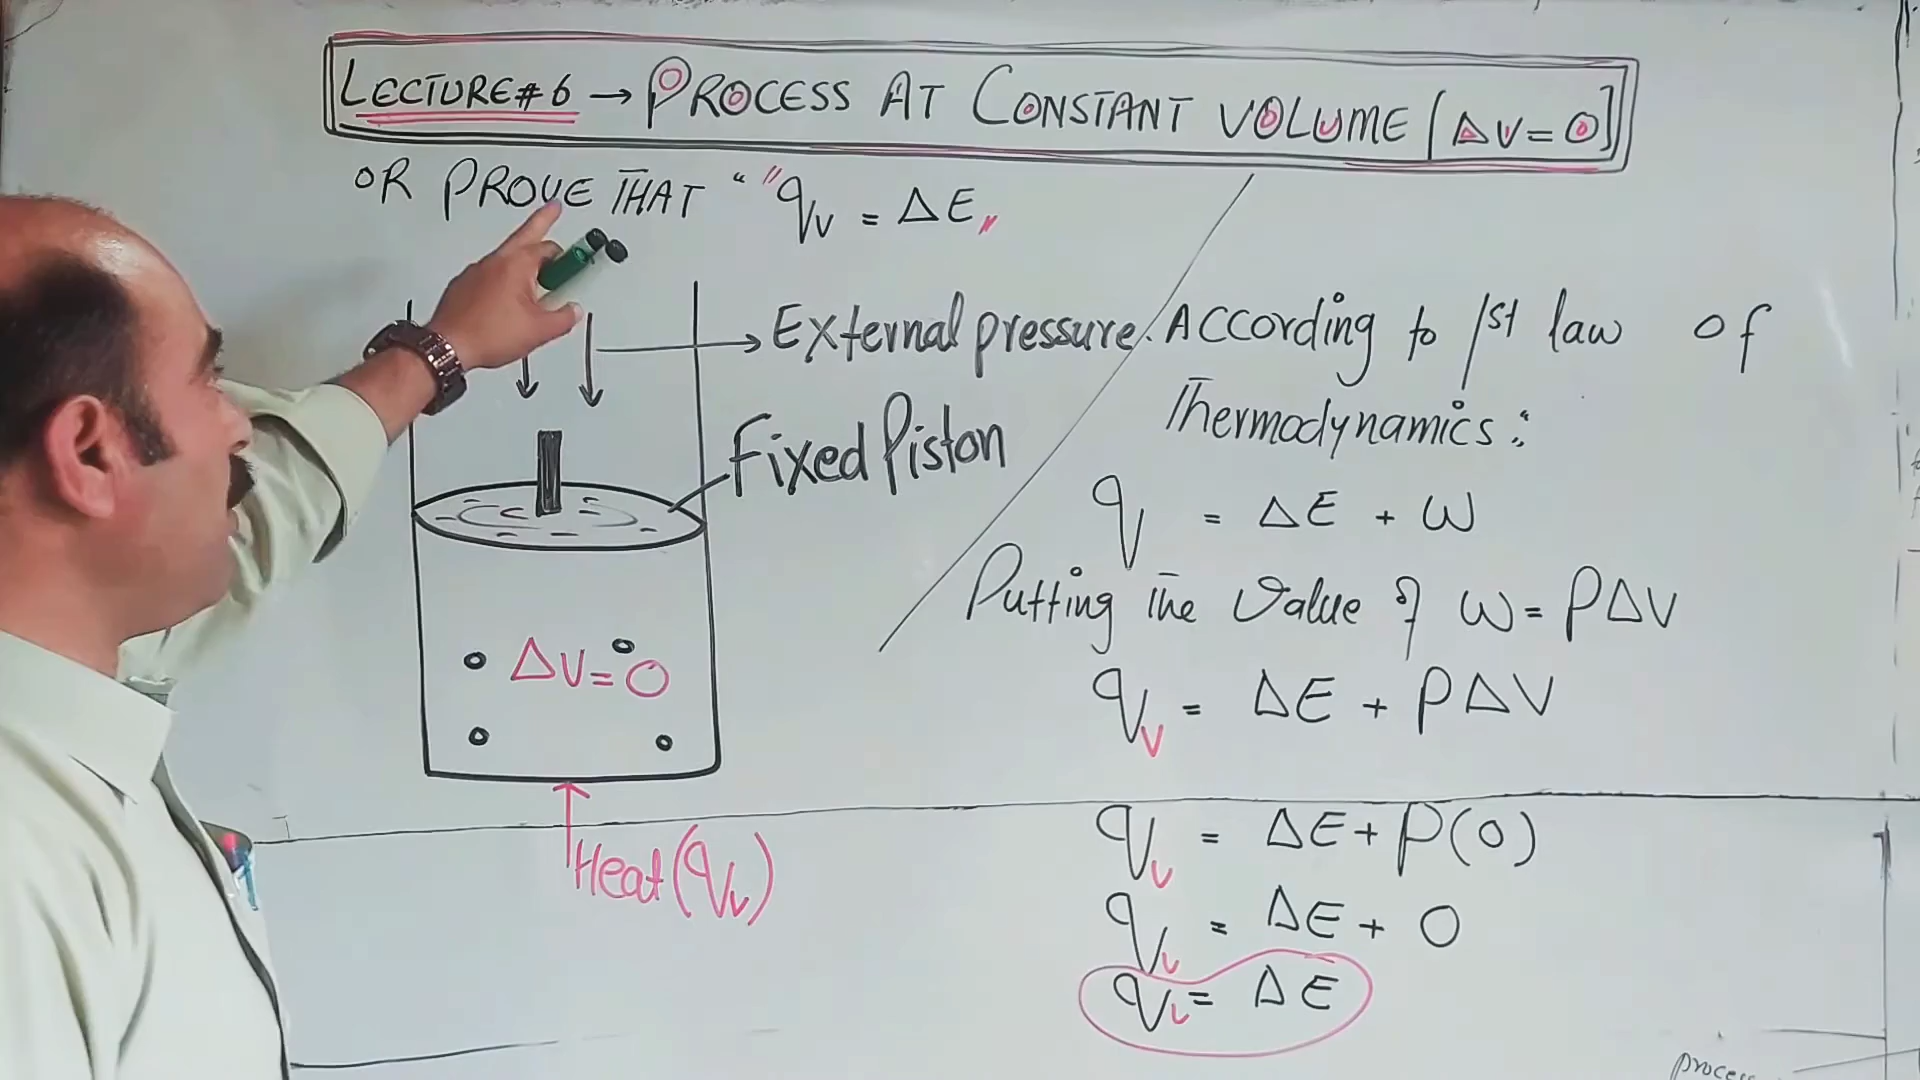 LECTURE# 6 → PROCESS AT CONSTANT VOLUME [ΔV=0]
OR PROVE THAT “ "qv = ΔE„
→ External pressure.
Fixed Piston
ΔV=0
Heat(qv)
According to 1st law of
Thermodynamics:
q = ΔE + W
Putting the Value of W = PΔV
qv = ΔE + PΔV
qv = ΔE + P(0)
qv = ΔE + 0
qv = ΔE
process